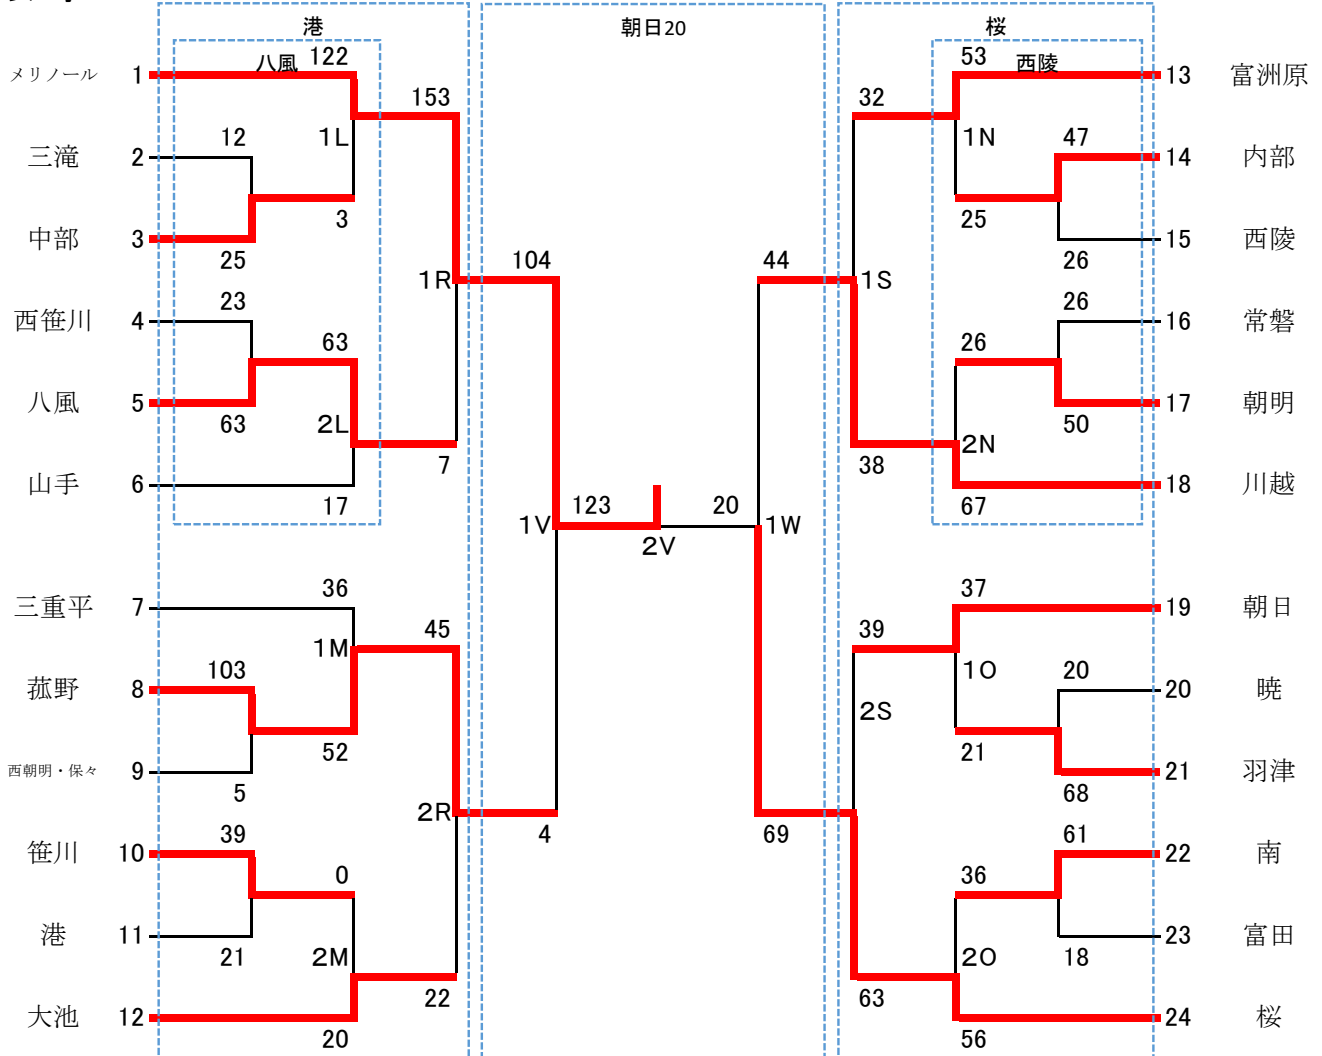 港
朝日20
桜
八風 122
53 西陵
メリノール 1
13 富洲原
153
32
12
1L
1N
47
三滝 2
14 内部
3
25
中部 3
15 西陵
25
26
1R
104
44
1S
23
26
西笹川 4
16 常磐
63
26
八風 5
17 朝明
63
2L
50
2N
7
38
山手 6
18 川越
17
67
123
20
1V
1W
2V
36
37
三重平 7
19 朝日
45
39
1M
1O
103
20
菰野 8
20 暁
2S
52
21
西朝明・保々 9
21 羽津
5
68
2R
4
69
39
61
笹川 10
22 南
0
36
港 11
23 富田
21
2M
2O
18
22
63
大池 12
24 桜
20
56